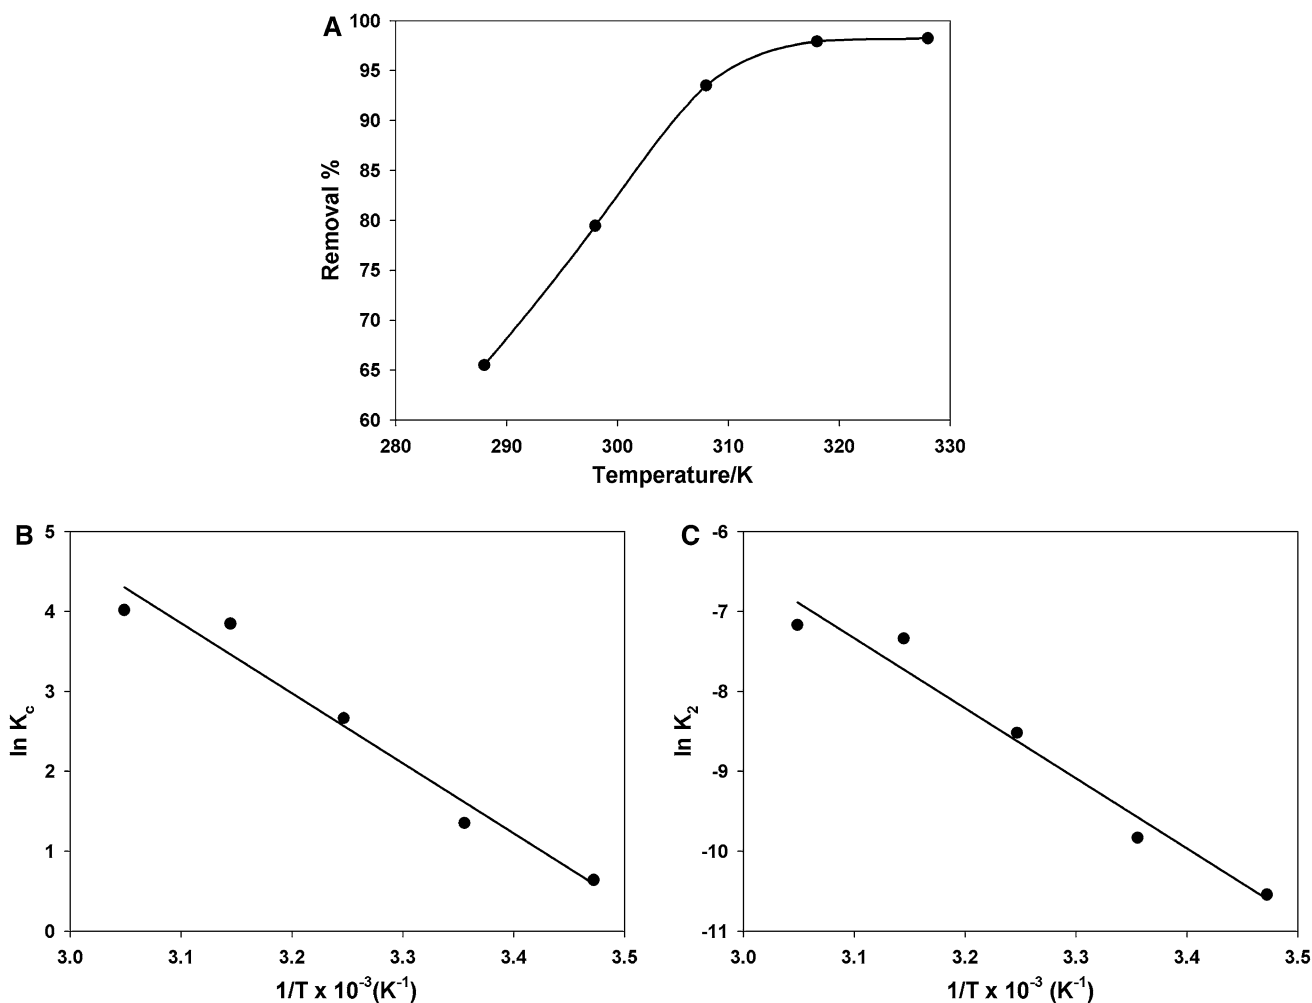 A
100
95
90
85
80
75
70
65
60
Removal %
280 290 300 310 320 330
Temperature/K
B
5
4
3
2
1
0
ln Kc
3.0 3.1 3.2 3.3 3.4 3.5
1/T x 10⁻³(K⁻¹)
C
-6
-7
-8
-9
-10
-11
ln K₂
3.0 3.1 3.2 3.3 3.4 3.5
1/T x 10⁻³ (K⁻¹)